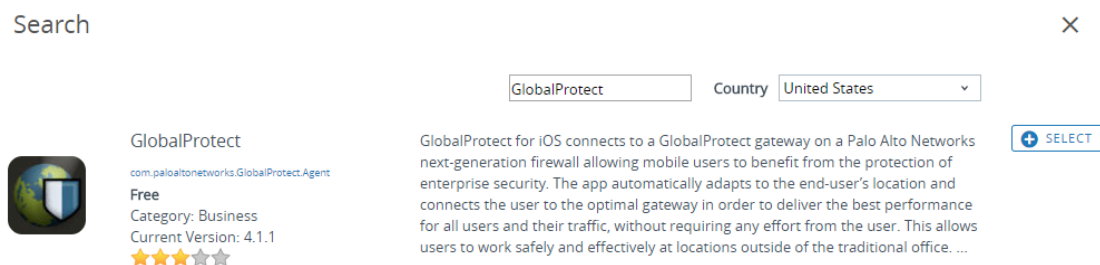 Search
GlobalProtect
Country
United States
GlobalProtect
com.paloaltonetworks.GlobalProtect.Agent
Free
Category: Business
Current Version: 4.1.1
GlobalProtect for iOS connects to a GlobalProtect gateway on a Palo Alto Networks
next-generation firewall allowing mobile users to benefit from the protection of
enterprise security. The app automatically adapts to the end-user's location and
connects the user to the optimal gateway in order to deliver the best performance
for all users and their traffic, without requiring any effort from the user. This allows
users to work safely and effectively at locations outside of the traditional office. ...
SELECT